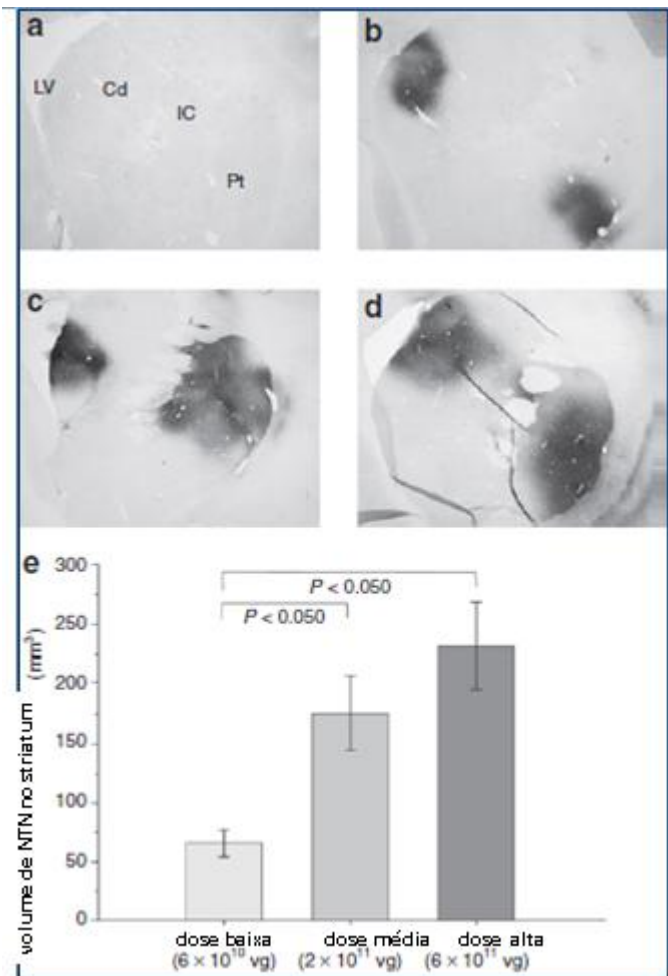 a
LV
Cd
IC
Pt
b
c
d
e
300
250
200
150
100
50
0
volume de NTN no striatum (mm³)
P < 0.050
P < 0.050
dose baixa
(6 × 10¹⁰ vg)
dose média
(2 × 10¹¹ vg)
dose alta
(6 × 10¹¹ vg)